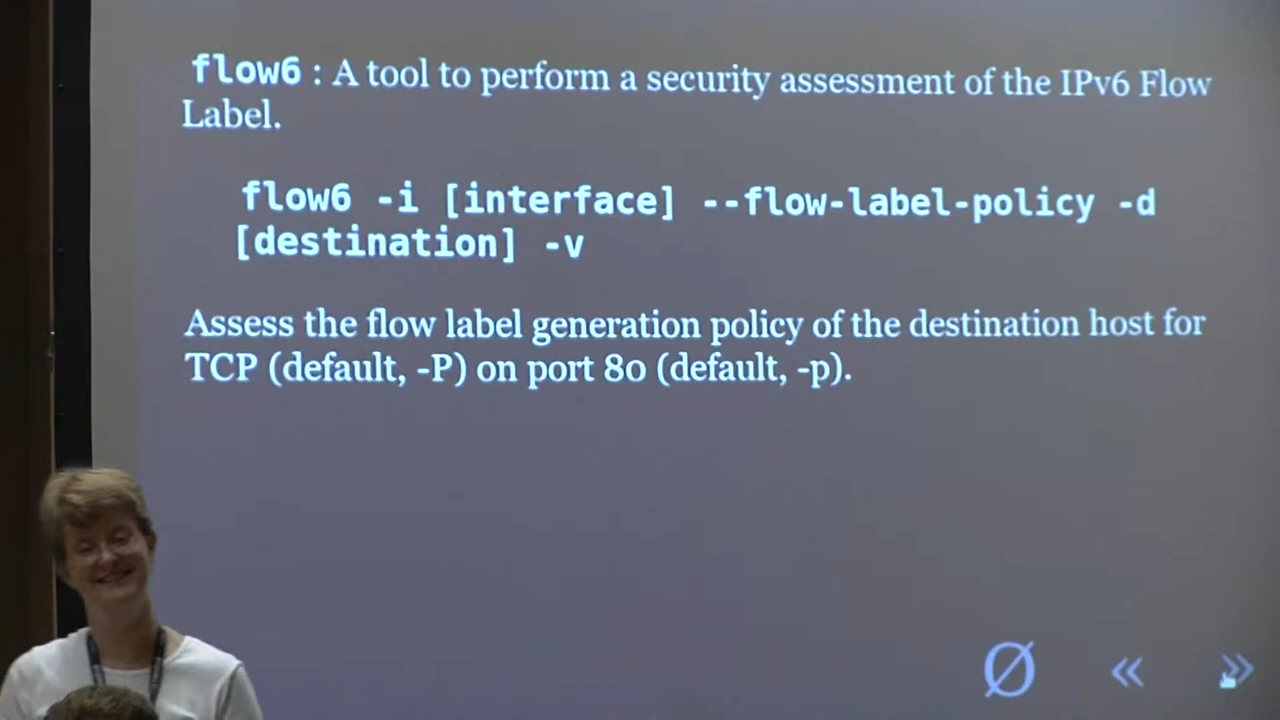 flow6 : A tool to perform a security assessment of the IPv6 Flow
Label.
flow6 -i [interface] --flow-label-policy -d
[destination] -v
Assess the flow label generation policy of the destination host for
TCP (default, -P) on port 80 (default, -p).
Ø « »